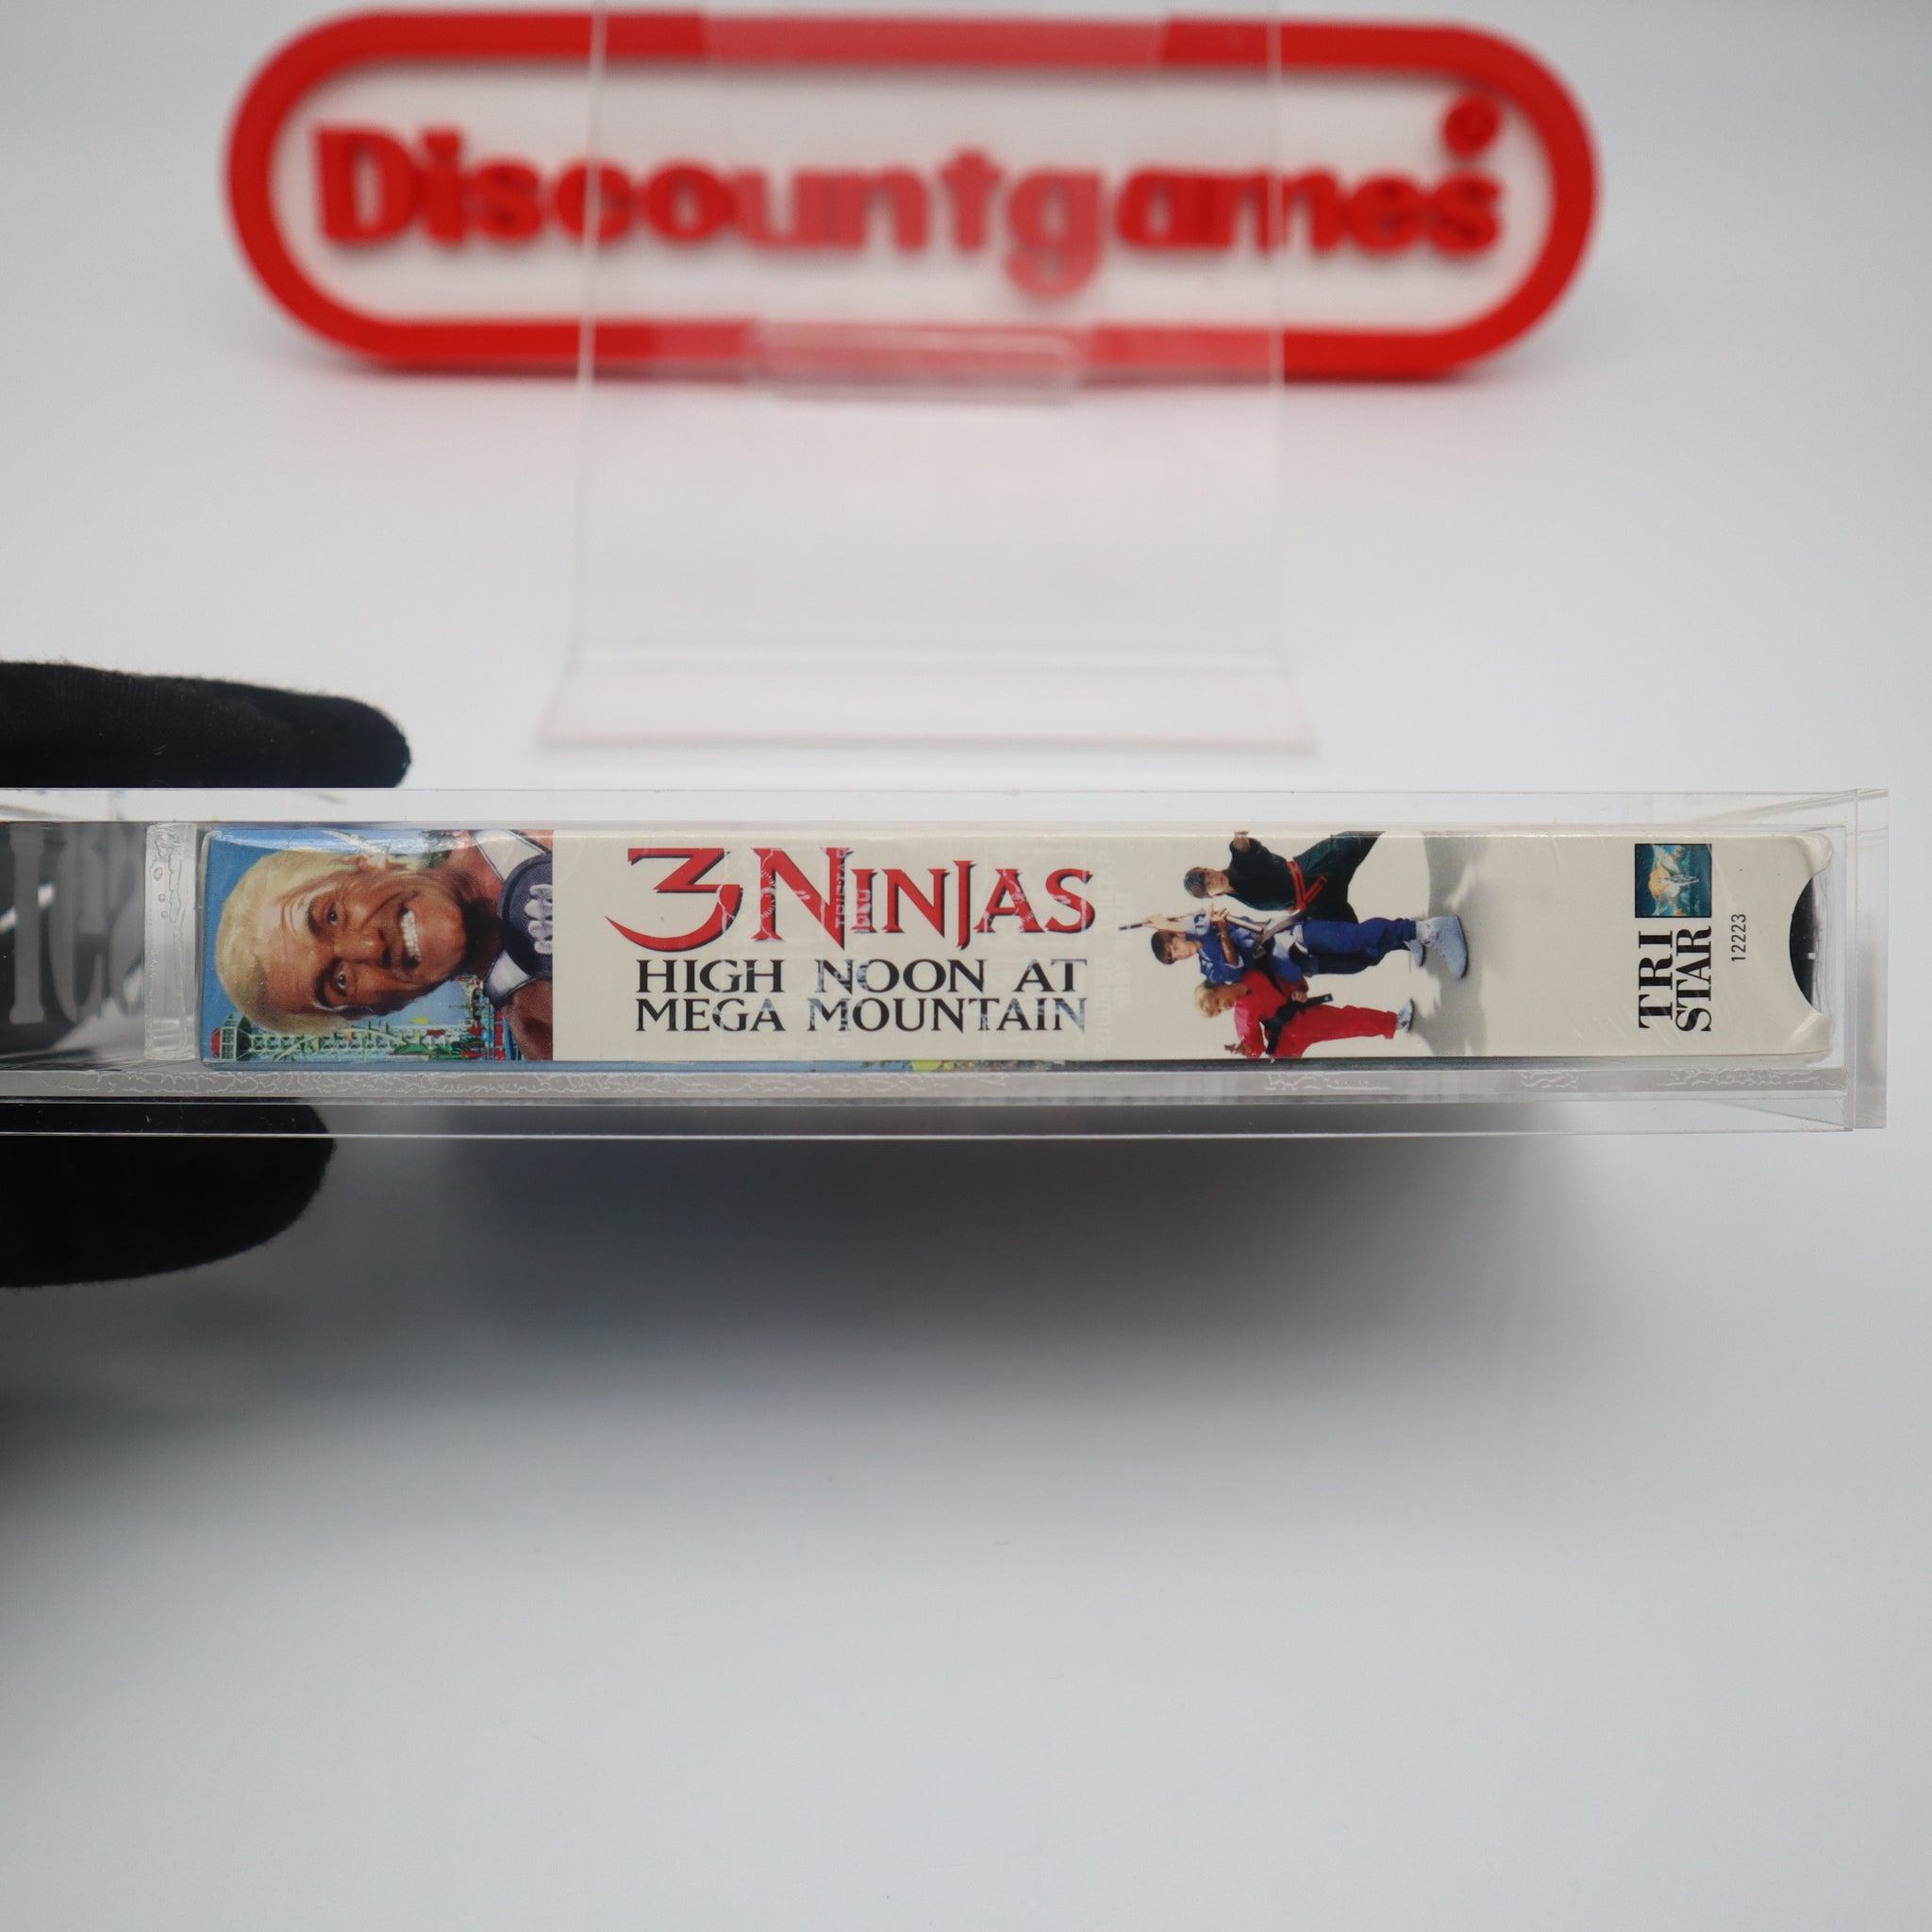 Discountgames
3 NINJAS
HIGH NOON AT
MEGA MOUNTAIN
TRI
STAR
12223